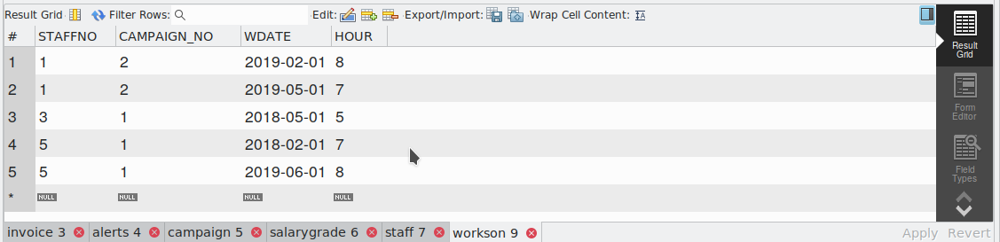 Result Grid Filter Rows: Edit: Export/Import: Wrap Cell Content: IA
# STAFFNO CAMPAIGN_NO WDATE HOUR
1 1 2 2019-02-01 8
2 1 2 2019-05-01 7
3 3 1 2018-05-01 5
4 5 1 2018-02-01 7
5 5 1 2019-06-01 8
* NULL NULL NULL NULL
Result
Grid
Form
Editor
Field
Types
invoice 3 alerts 4 campaign 5 salarygrade 6 staff 7 workson 9 Apply Revert